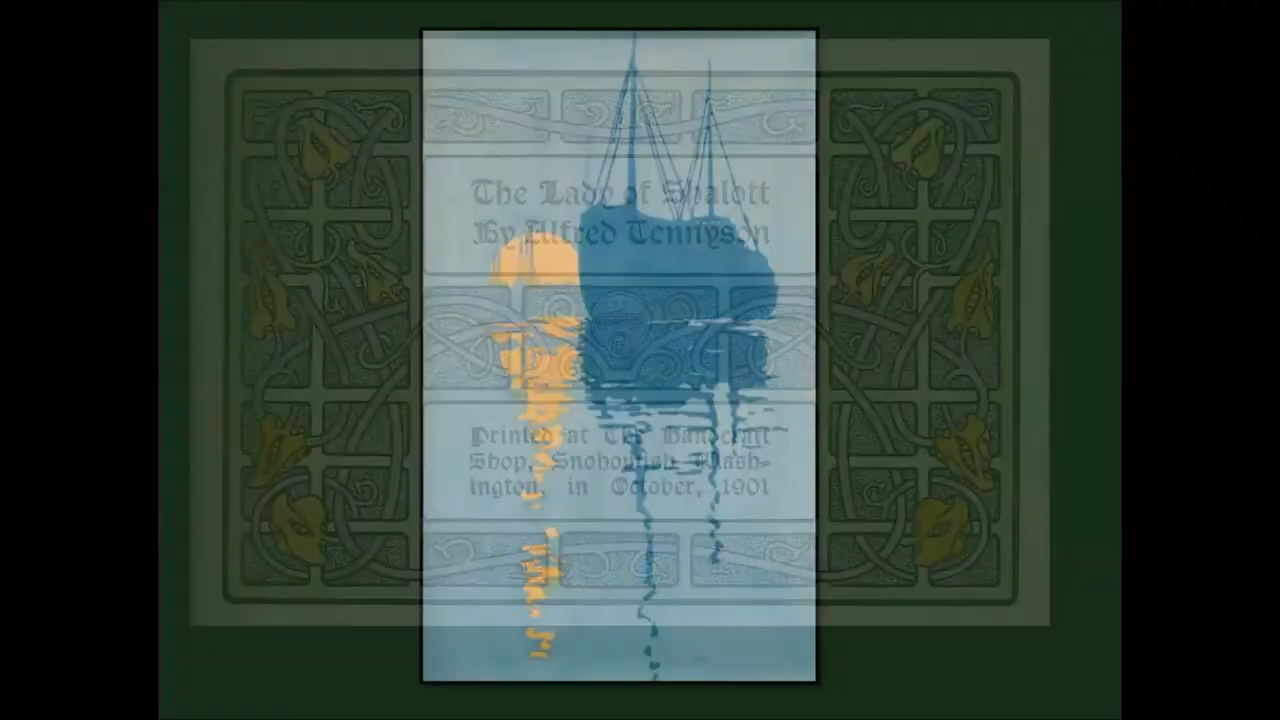 The Lady of Shalott
By Alfred Tennyson
Printed at The Handcraft
Shop, Snohomish Wash-
ington, in October, 1901